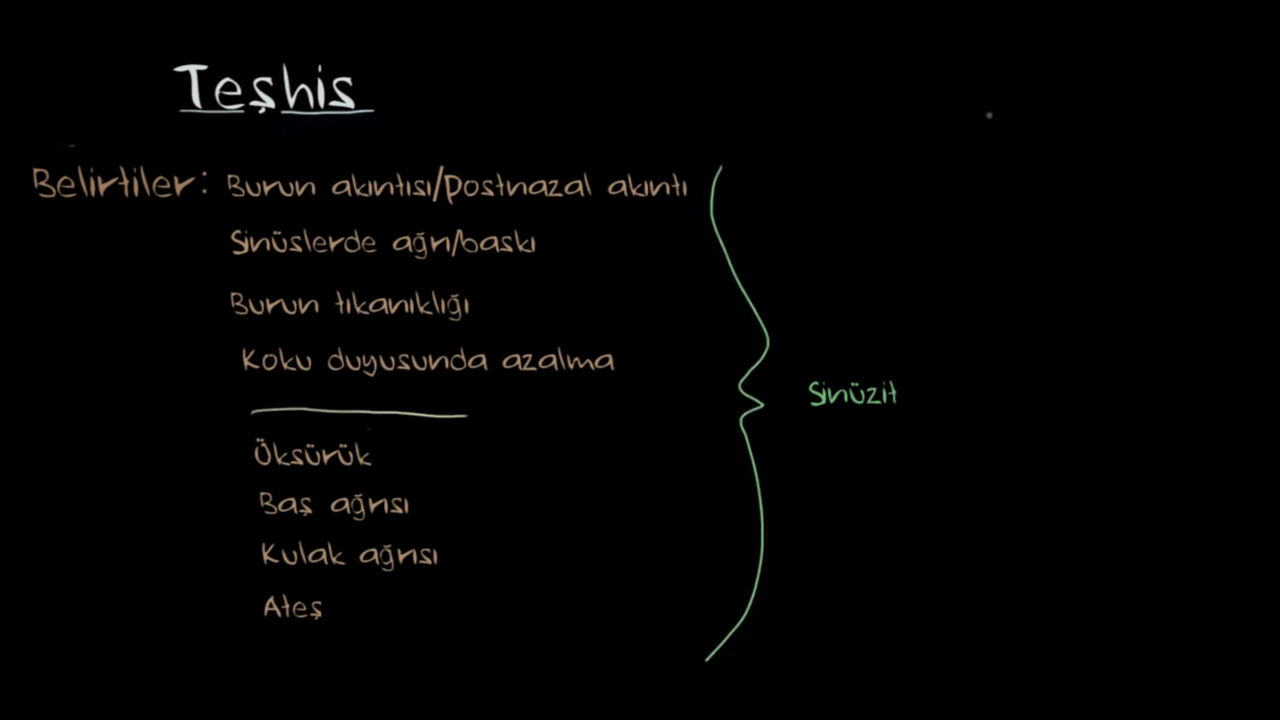 Teşhis
Belirtiler: Burun akıntısı/postnazal akıntı
Sinüslerde ağrı/baskı
Burun tıkanıklığı
Koku duyusunda azalma
Öksürük
Baş ağrısı
Kulak ağrısı
Ateş
Sinüzit